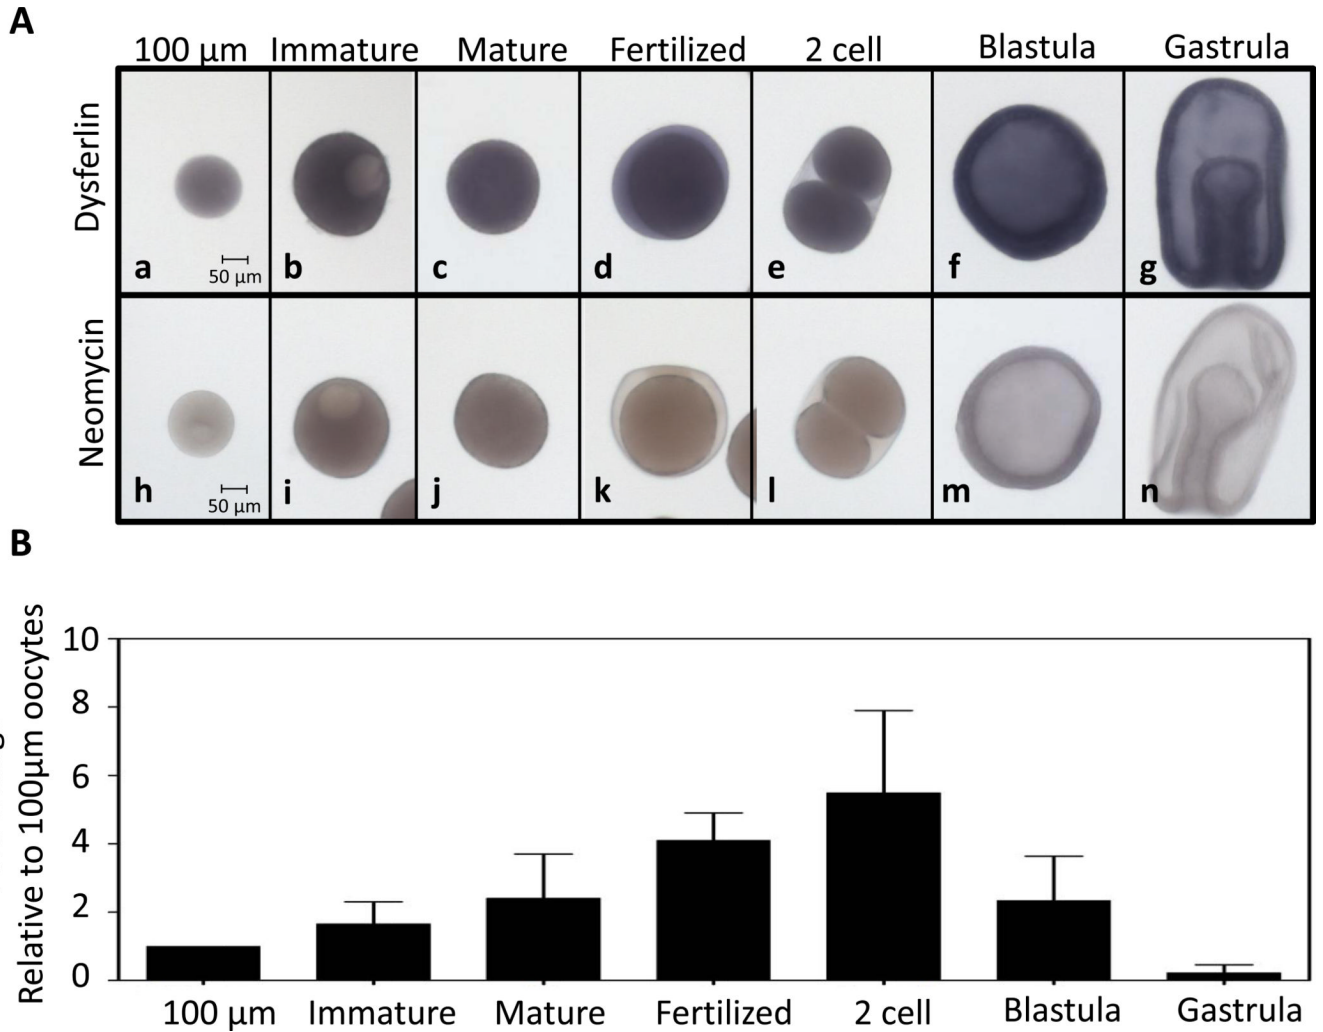 A
100 µm Immature Mature Fertilized 2 cell Blastula Gastrula
Dysferlin
a 50 µm b c d e f g
Neomycin
h 50 µm i j k l m n
B
Relative to 100µm oocytes
10
8
6
4
2
0
100 µm Immature Mature Fertilized 2 cell Blastula Gastrula